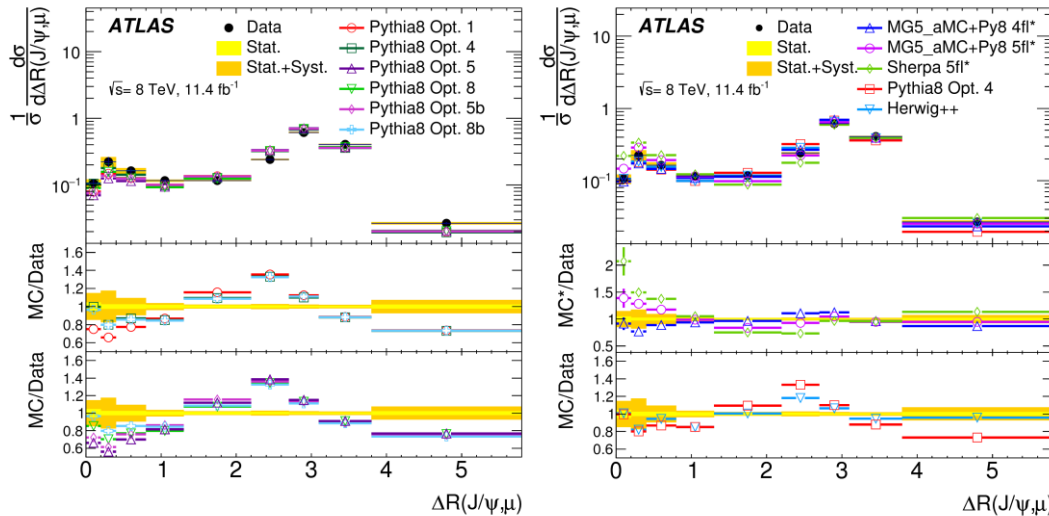 ATLAS
Data
Stat.
Stat.+Syst.
√s= 8 TeV, 11.4 fb⁻¹
Pythia8 Opt. 1
Pythia8 Opt. 4
Pythia8 Opt. 5
Pythia8 Opt. 8
Pythia8 Opt. 5b
Pythia8 Opt. 8b
1/σ dσ/dΔR(J/ψ,μ)
10
1
10⁻¹
MC/Data
1.6
1.4
1.2
1.0
0.8
0.6
MC/Data
1.4
1.2
1
0.8
0.6
0 1 2 3 4 5
ΔR(J/ψ,μ)
ATLAS
Data
Stat.
Stat.+Syst.
√s= 8 TeV, 11.4 fb⁻¹
MG5_aMC+Py8 4fl*
MG5_aMC+Py8 5fl*
Sherpa 5fl*
Pythia8 Opt. 4
Herwig++
1/σ dσ/dΔR(J/ψ,μ)
10
1
10⁻¹
MC*/Data
2
1.5
1
0.5
MC/Data
1.6
1.4
1.2
1
0.8
0.6
0 1 2 3 4 5
ΔR(J/ψ,μ)